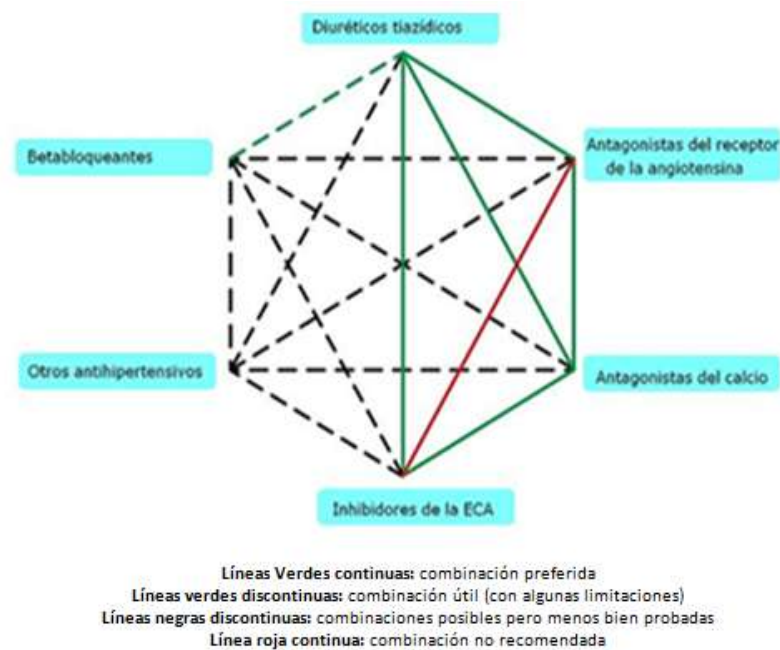 Diuréticos tiazídicos
Betabloqueantes
Antagonistas del receptor
de la angiotensina
Otros antihipertensivos
Antagonistas del calcio
Inhibidores de la ECA
Líneas Verdes continuas: combinación preferida
Líneas verdes discontinuas: combinación útil (con algunas limitaciones)
Líneas negras discontinuas: combinaciones posibles pero menos bien probadas
Línea roja continua: combinación no recomendada